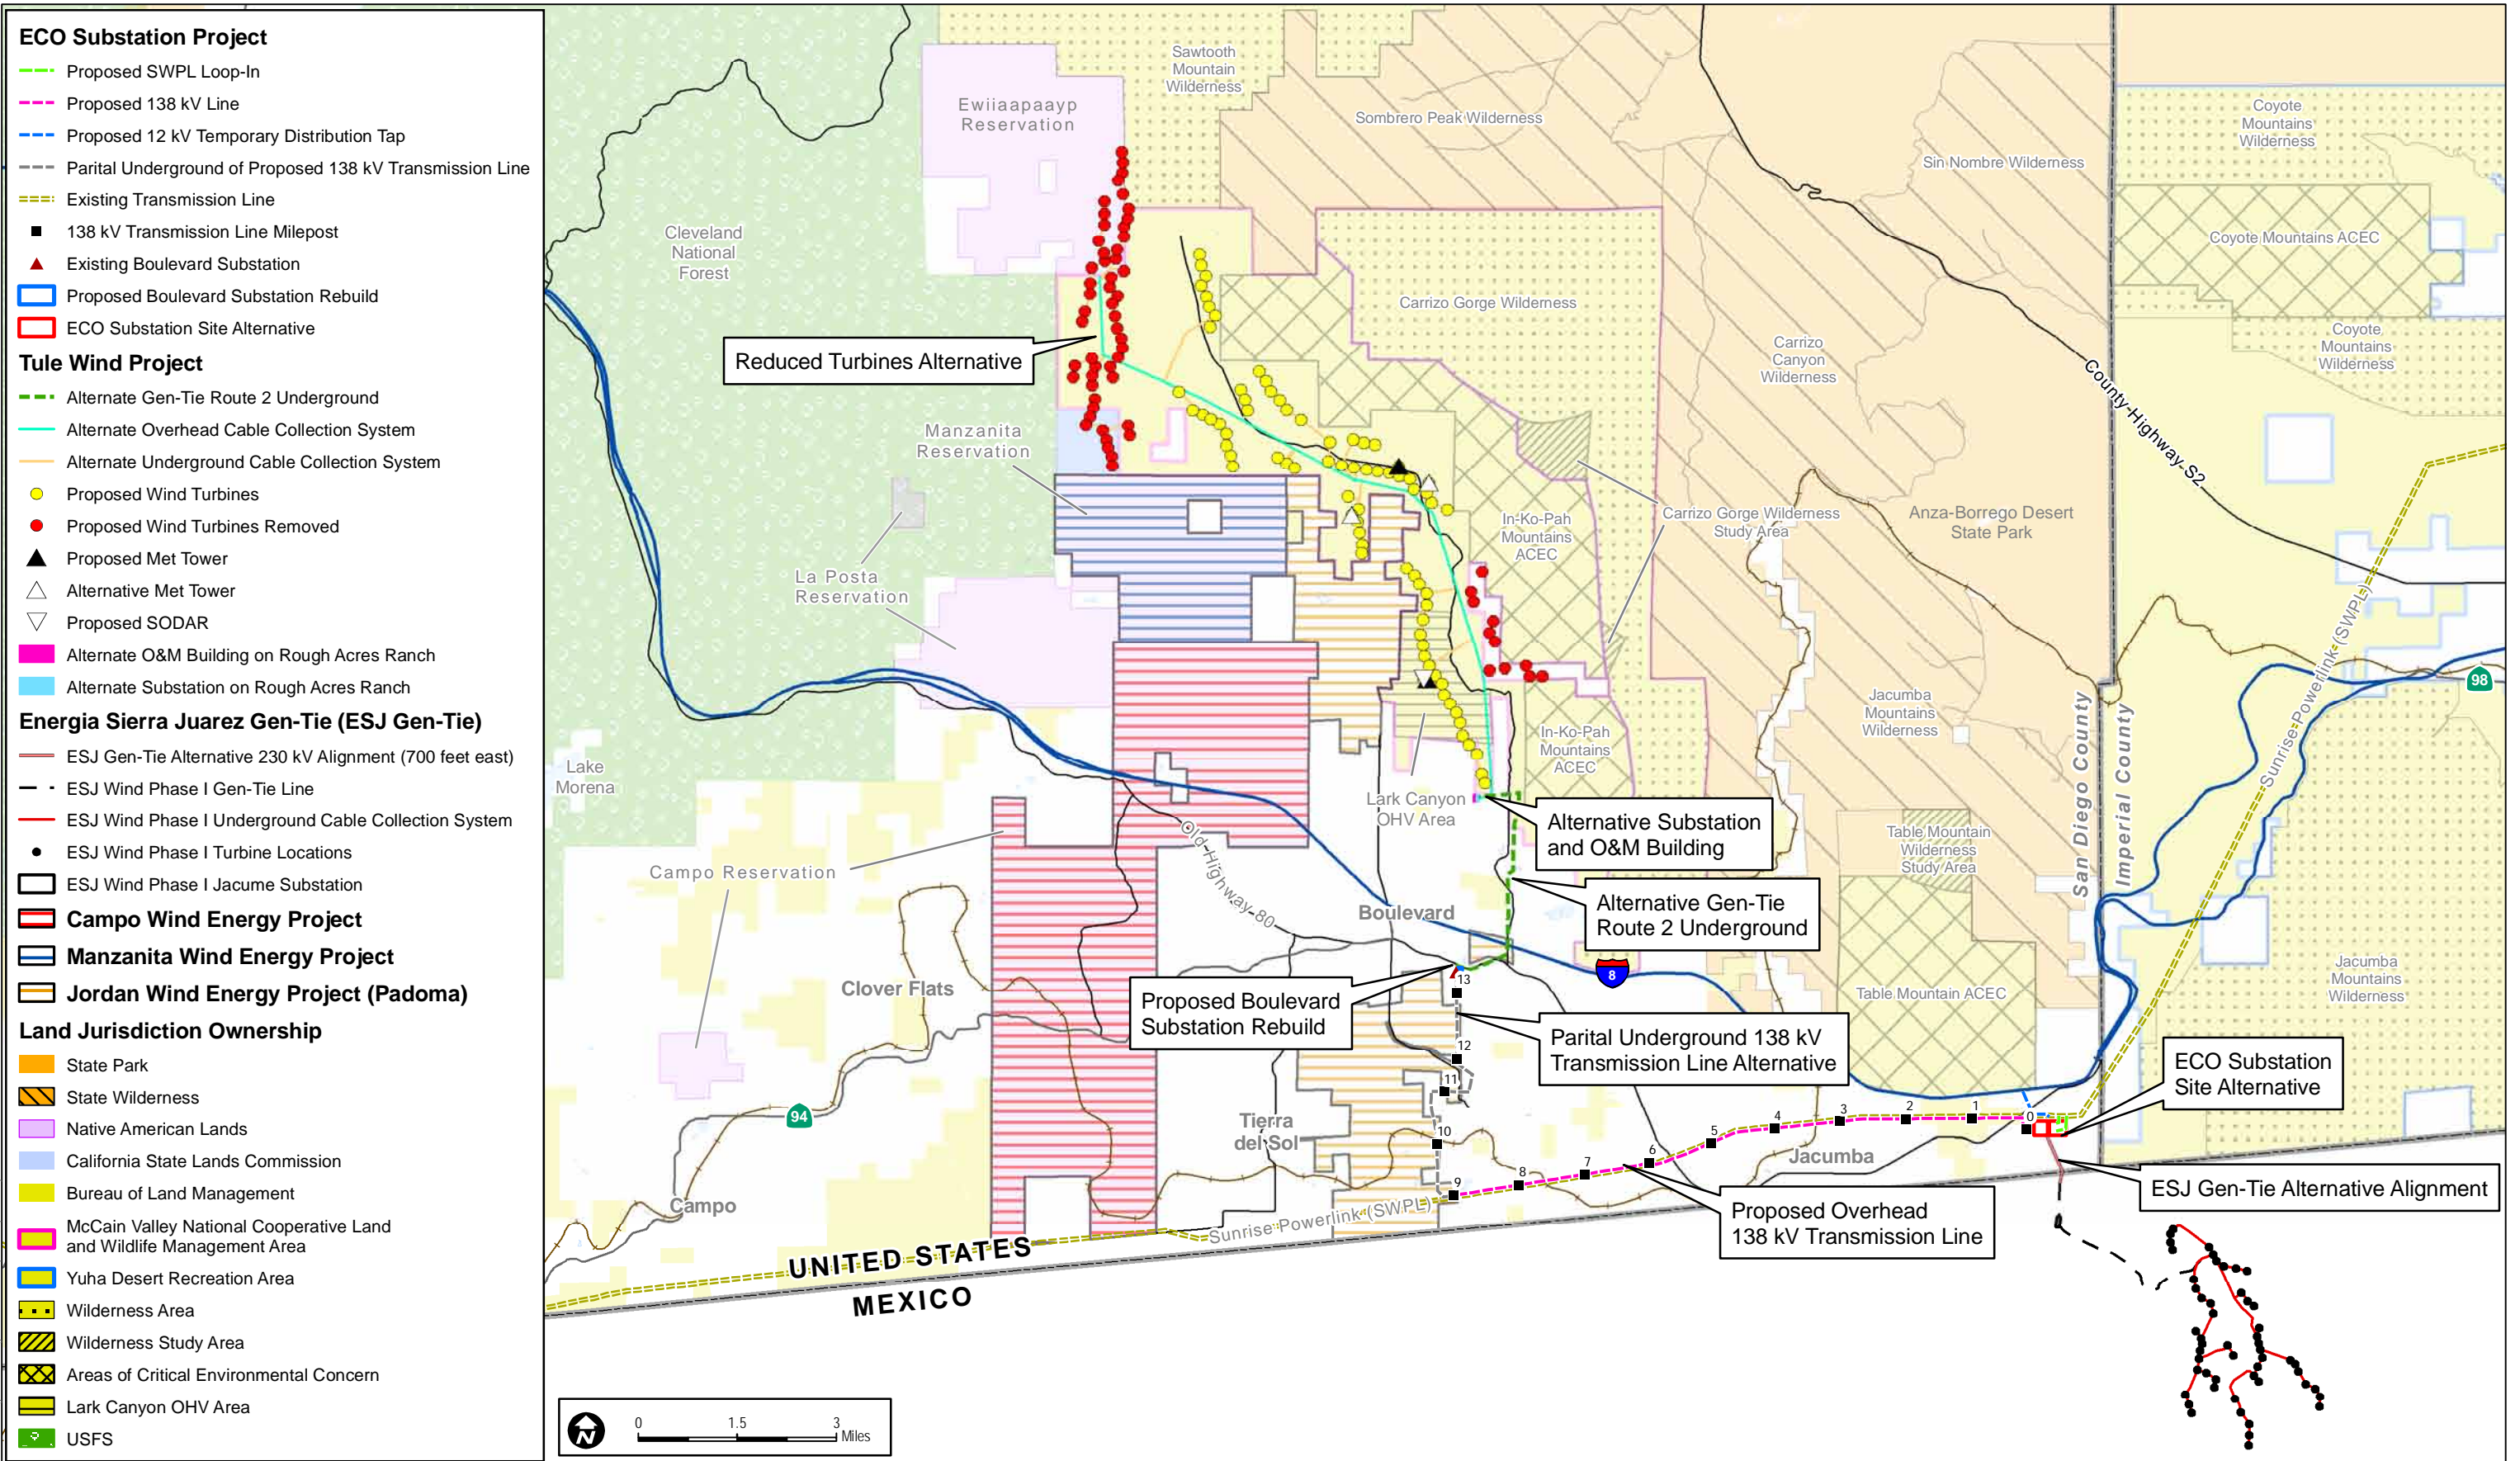 ECO Substation Project
Proposed SWPL Loop-In
Proposed 138 kV Line
Proposed 12 kV Temporary Distribution Tap
Parital Underground of Proposed 138 kV Transmission Line
Existing Transmission Line
138 kV Transmission Line Milepost
Existing Boulevard Substation
Proposed Boulevard Substation Rebuild
ECO Substation Site Alternative
Tule Wind Project
Alternate Gen-Tie Route 2 Underground
Alternate Overhead Cable Collection System
Alternate Underground Cable Collection System
Proposed Wind Turbines
Proposed Wind Turbines Removed
Proposed Met Tower
Alternative Met Tower
Proposed SODAR
Alternate O&M Building on Rough Acres Ranch
Alternate Substation on Rough Acres Ranch
Energia Sierra Juarez Gen-Tie (ESJ Gen-Tie)
ESJ Gen-Tie Alternative 230 kV Alignment (700 feet east)
ESJ Wind Phase I Gen-Tie Line
ESJ Wind Phase I Underground Cable Collection System
ESJ Wind Phase I Turbine Locations
ESJ Wind Phase I Jacume Substation
Campo Wind Energy Project
Manzanita Wind Energy Project
Jordan Wind Energy Project (Padoma)
Land Jurisdiction Ownership
State Park
State Wilderness
Native American Lands
California State Lands Commission
Bureau of Land Management
McCain Valley National Cooperative Land
and Wildlife Management Area
Yuha Desert Recreation Area
Wilderness Area
Wilderness Study Area
Areas of Critical Environmental Concern
Lark Canyon OHV Area
USFS
Sawtooth
Mountain
Wilderness
Ewiiaapaayp
Reservation
Sombrero Peak Wilderness
Coyote
Mountains
Wilderness
Sin Nombre Wilderness
Cleveland
National
Forest
Coyote Mountains ACEC
Carrizo Gorge Wilderness
Reduced Turbines Alternative
Carrizo
Canyon
Wilderness
Coyote
Mountains
Wilderness
County-Highway-S2
Manzanita
Reservation
In-Ko-Pah
Mountains
ACEC
Carrizo Gorge Wilderness
Study Area
Anza-Borrego Desert
State Park
La Posta
Reservation
Sunrise Powerlink (SWPL)
98
Jacumba
Mountains
Wilderness
San Diego County
Imperial County
In-Ko-Pah
Mountains
ACEC
Lake
Morena
Lark Canyon
OHV Area
Alternative Substation
and O&M Building
Table Mountain
Wilderness
Study Area
Campo Reservation
Old-Highway-80
Alternative Gen-Tie
Route 2 Underground
Boulevard
8
Jacumba
Mountains
Wilderness
Clover Flats
Proposed Boulevard
Substation Rebuild
13
Table Mountain ACEC
Parital Underground 138 kV
Transmission Line Alternative
12
ECO Substation
Site Alternative
11
94
Tierra
del Sol
10
9
8
7
6
5
4
3
2
1
0
Jacumba
ESJ Gen-Tie Alternative Alignment
Campo
Sunrise Powerlink (SWPL)
Proposed Overhead
138 kV Transmission Line
UNITED STATES
MEXICO
N
0 1.5 3
Miles